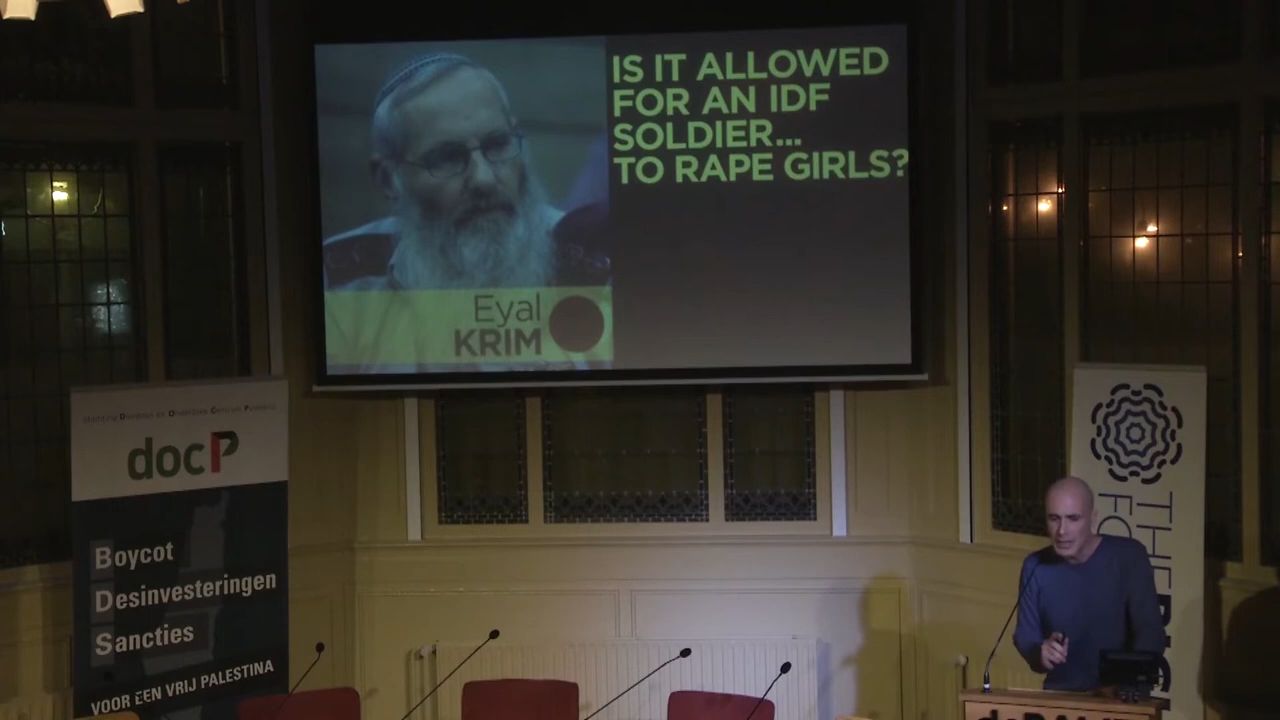 IS IT ALLOWED
FOR AN IDF
SOLDIER...
TO RAPE GIRLS?
Eyal
KRIM
docP
Boycot
Desinvesteringen
Sancties
VOOR EEN VRIJ PALESTINA
THE